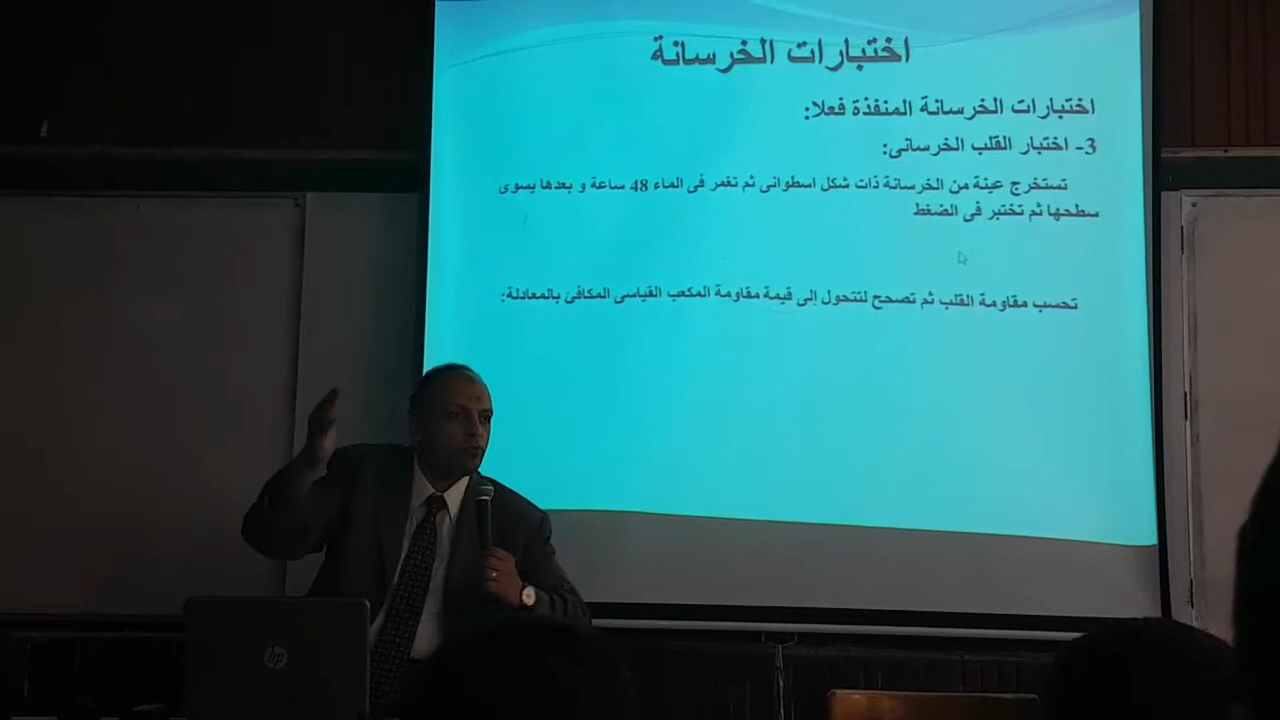 اختبارات الخرسانة
اختبارات الخرسانة المنفذة فعلا:
3- اختبار القلب الخرسانى:
تستخرج عينة من الخرسانة ذات شكل اسطوانى ثم تغمر فى الماء 48 ساعة و بعدها يسوى
سطحها ثم تختبر فى الضغط
تحسب مقاومة القلب ثم تصحح لتتحول إلى قيمة مقاومة المكعب القياسى المكافئ بالمعادلة:
hp